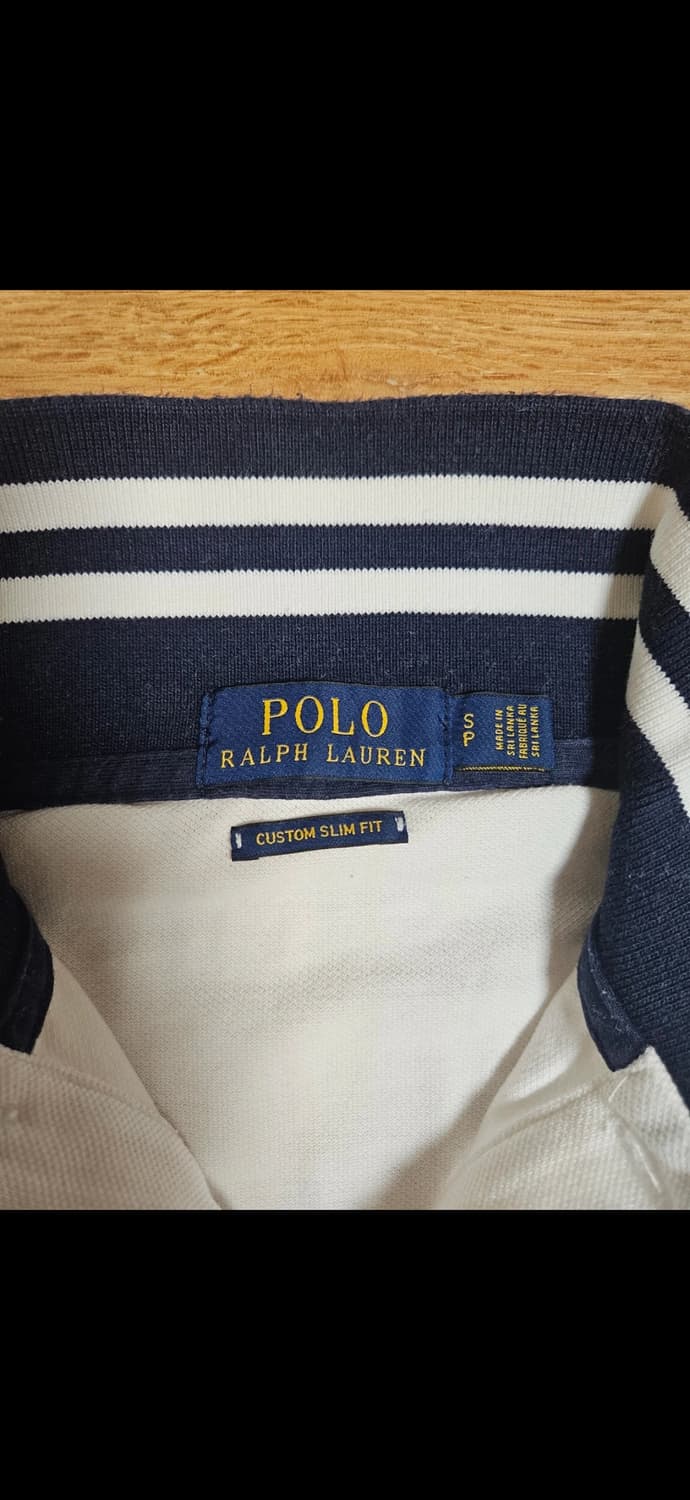 POLO
RALPH LAUREN
S
P
MADE IN
SRI LANKA
FABRIQUÉ AU
SRI LANKA
CUSTOM SLIM FIT